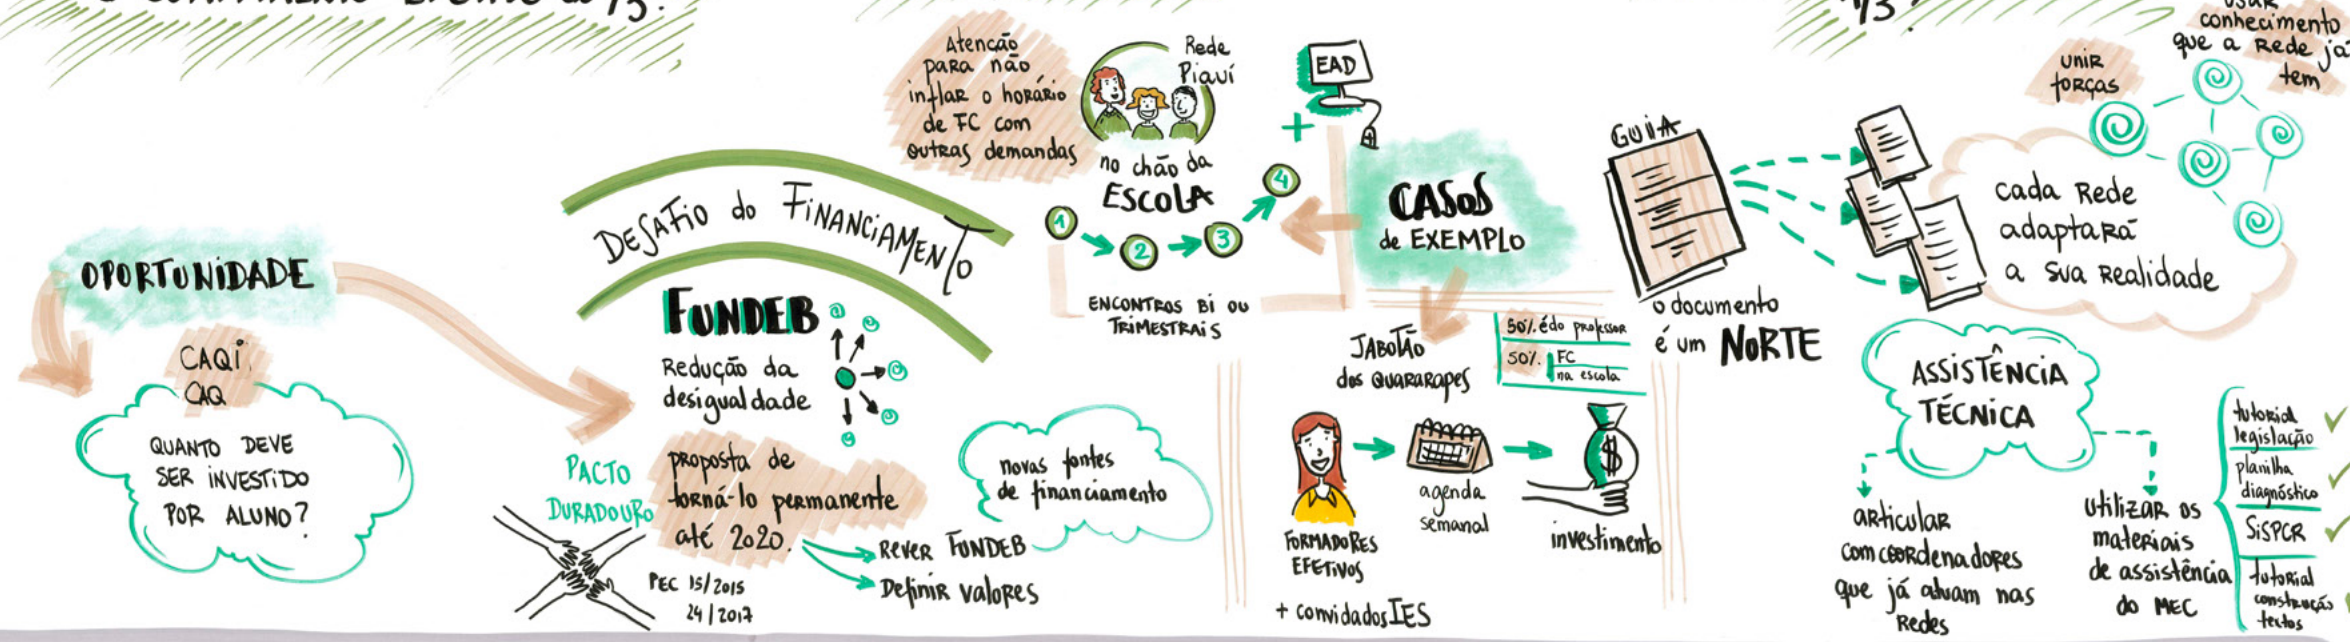 1/3.
OPORTUNIDADE
CAQi
CAQ
QUANTO DEVE
SER iNVESTiDO
POR ALUNO?
DESAFio do FiNANCiAMENTO
FUNDEB
REdução da
desigualdade
PACTO
DURADOURO
proposta de
torná-lo permanente
até 2020.
PEC 15/2015
24/2017
REVER FUNDEB
Definir valores
novas fontes
de financiamento
Atenção
para não
inflar o horário
de FC com
outras demandas
Rede
Piauí
no chão da
ESCOLA
1
2
3
4
ENCONTROS Bi OU
TRiMESTRAiS
EAD
+
CASOS
de EXEMPLO
JABOTÃO
dos QUARARAPES
50% é do professor
50% FC
na escola
FORMADORES
EFETiVOS
+ convidados IES
agenda
semanal
$
investimento
GUiA
o documento
é um NORTE
1/3?
usar
conhecimento
que a Rede já
tem
unir
forças
cada Rede
adaptará
a sua Realidade
ASSiSTÊNCiA
TÉCNiCA
articular
com coordenadores
que já atuam nas
Redes
utilizar os
materiais
de assistência
do MEC
tutorial
legislação
planilha
diagnóstico
SiSPCR
tutorial
construção
textos